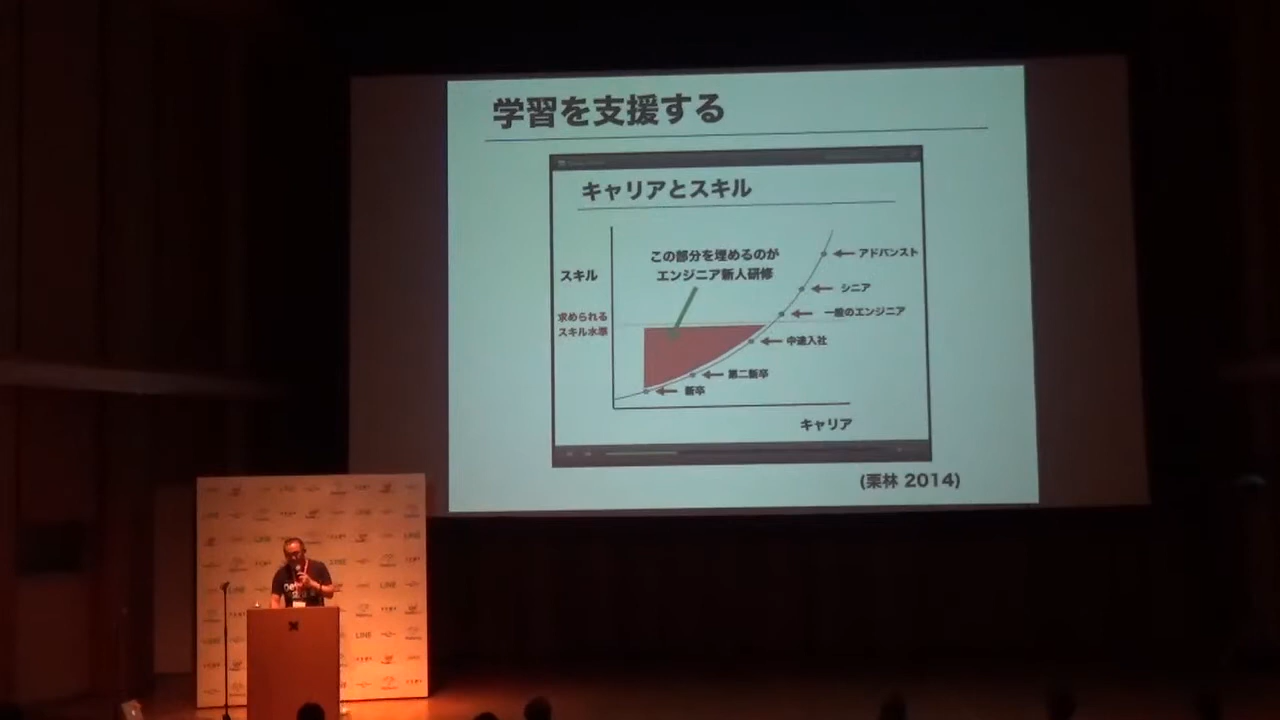 学習を支援する
キャリアとスキル
この部分を埋めるのが
エンジニア新人研修
スキル
求められる
スキル水準
アドバンスト
シニア
一般のエンジニア
中途入社
第二新卒
新卒
キャリア
(栗林 2014)
LINE
LINE
LINE
LINE